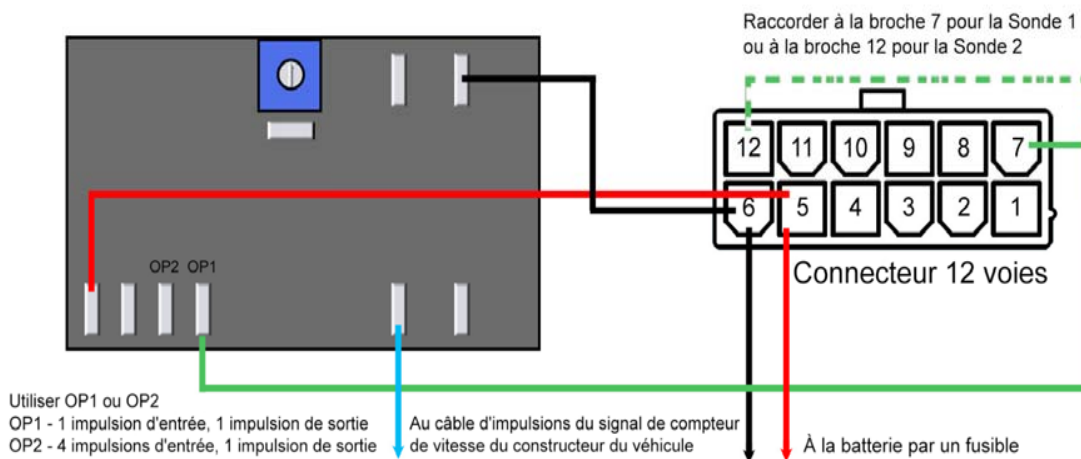 Raccorder à la broche 7 pour la Sonde 1
ou à la broche 12 pour la Sonde 2
12 11 10 9 8 7
6 5 4 3 2 1
Connecteur 12 voies
OP2 OP1
Utiliser OP1 ou OP2
OP1 - 1 impulsion d'entrée, 1 impulsion de sortie
OP2 - 4 impulsions d'entrée, 1 impulsion de sortie
Au câble d'impulsions du signal de compteur
de vitesse du constructeur du véhicule
À la batterie par un fusible